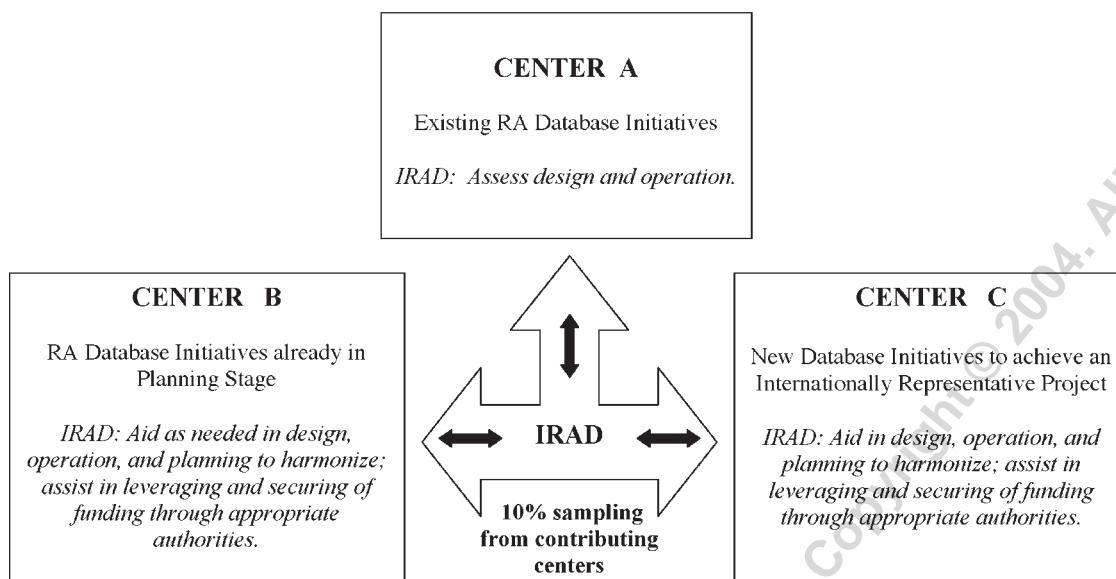 CENTER A
Existing RA Database Initiatives
IRAD: Assess design and operation.
CENTER B
RA Database Initiatives already in
Planning Stage
IRAD: Aid as needed in design,
operation, and planning to harmonize;
assist in leveraging and securing of
funding through appropriate
authorities.
IRAD
10% sampling
from contributing
centers
CENTER C
New Database Initiatives to achieve an
Internationally Representative Project
IRAD: Aid in design, operation, and
planning to harmonize; assist in
leveraging and securing of funding
through appropriate authorities.
Copyright © 2004.